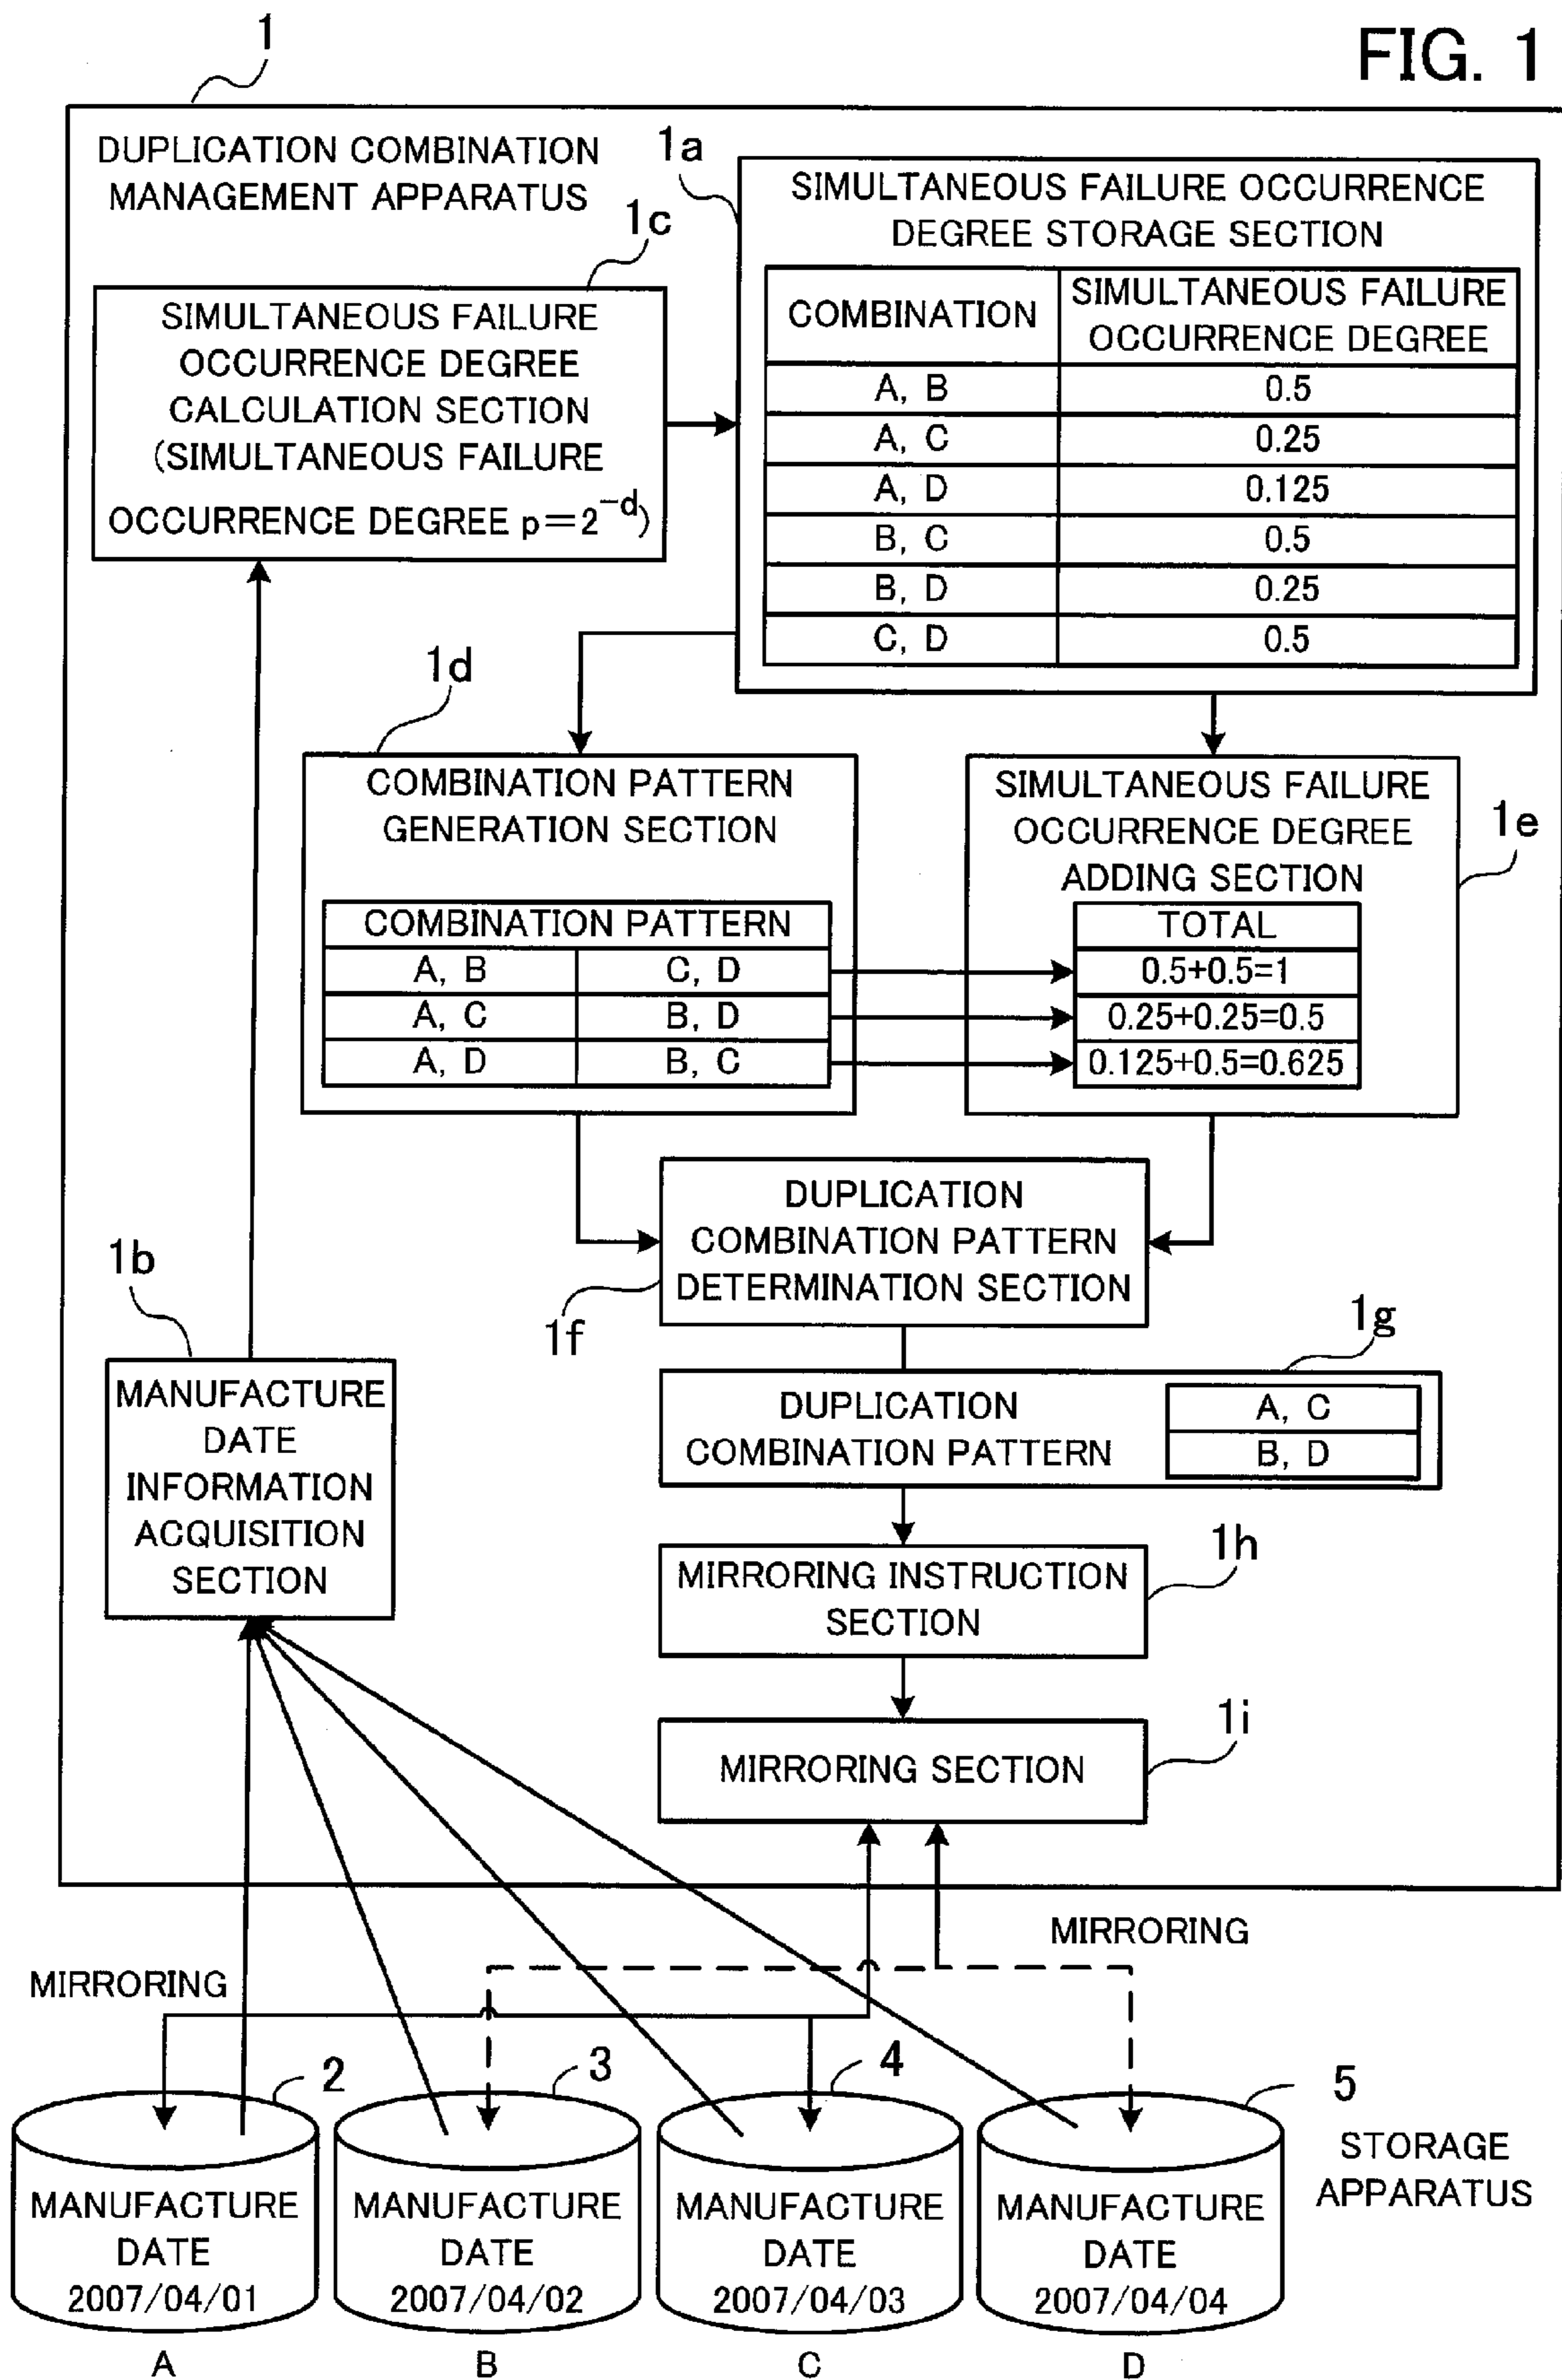 FIG. 1
1
DUPLICATION COMBINATION
MANAGEMENT APPARATUS
1a
SIMULTANEOUS FAILURE OCCURRENCE
DEGREE STORAGE SECTION
COMBINATION
SIMULTANEOUS FAILURE
OCCURRENCE DEGREE
A, B 0.5
A, C 0.25
A, D 0.125
B, C 0.5
B, D 0.25
C, D 0.5
1c
SIMULTANEOUS FAILURE
OCCURRENCE DEGREE
CALCULATION SECTION
(SIMULTANEOUS FAILURE
OCCURRENCE DEGREE p=2^-d)
1d
COMBINATION PATTERN
GENERATION SECTION
COMBINATION PATTERN
A, B C, D
A, C B, D
A, D B, C
SIMULTANEOUS FAILURE
OCCURRENCE DEGREE
ADDING SECTION
1e
TOTAL
0.5+0.5=1
0.25+0.25=0.5
0.125+0.5=0.625
DUPLICATION
COMBINATION PATTERN
DETERMINATION SECTION
1f
1b
MANUFACTURE
DATE
INFORMATION
ACQUISITION
SECTION
1g
DUPLICATION
COMBINATION PATTERN
A, C
B, D
1h
MIRRORING INSTRUCTION
SECTION
1i
MIRRORING SECTION
MIRRORING
MIRRORING
2
3
4
5
STORAGE
APPARATUS
MANUFACTURE
DATE
2007/04/01
MANUFACTURE
DATE
2007/04/02
MANUFACTURE
DATE
2007/04/03
MANUFACTURE
DATE
2007/04/04
A
B
C
D